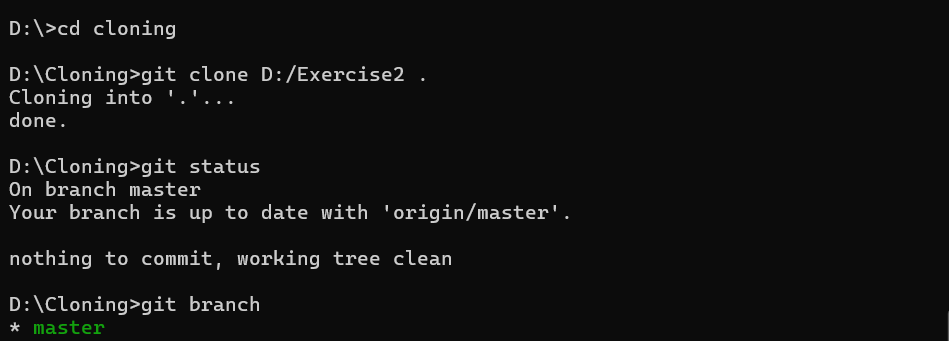 D:\>cd cloning
D:\Cloning>git clone D:/Exercise2 .
Cloning into '.'...
done.
D:\Cloning>git status
On branch master
Your branch is up to date with 'origin/master'.
nothing to commit, working tree clean
D:\Cloning>git branch
* master